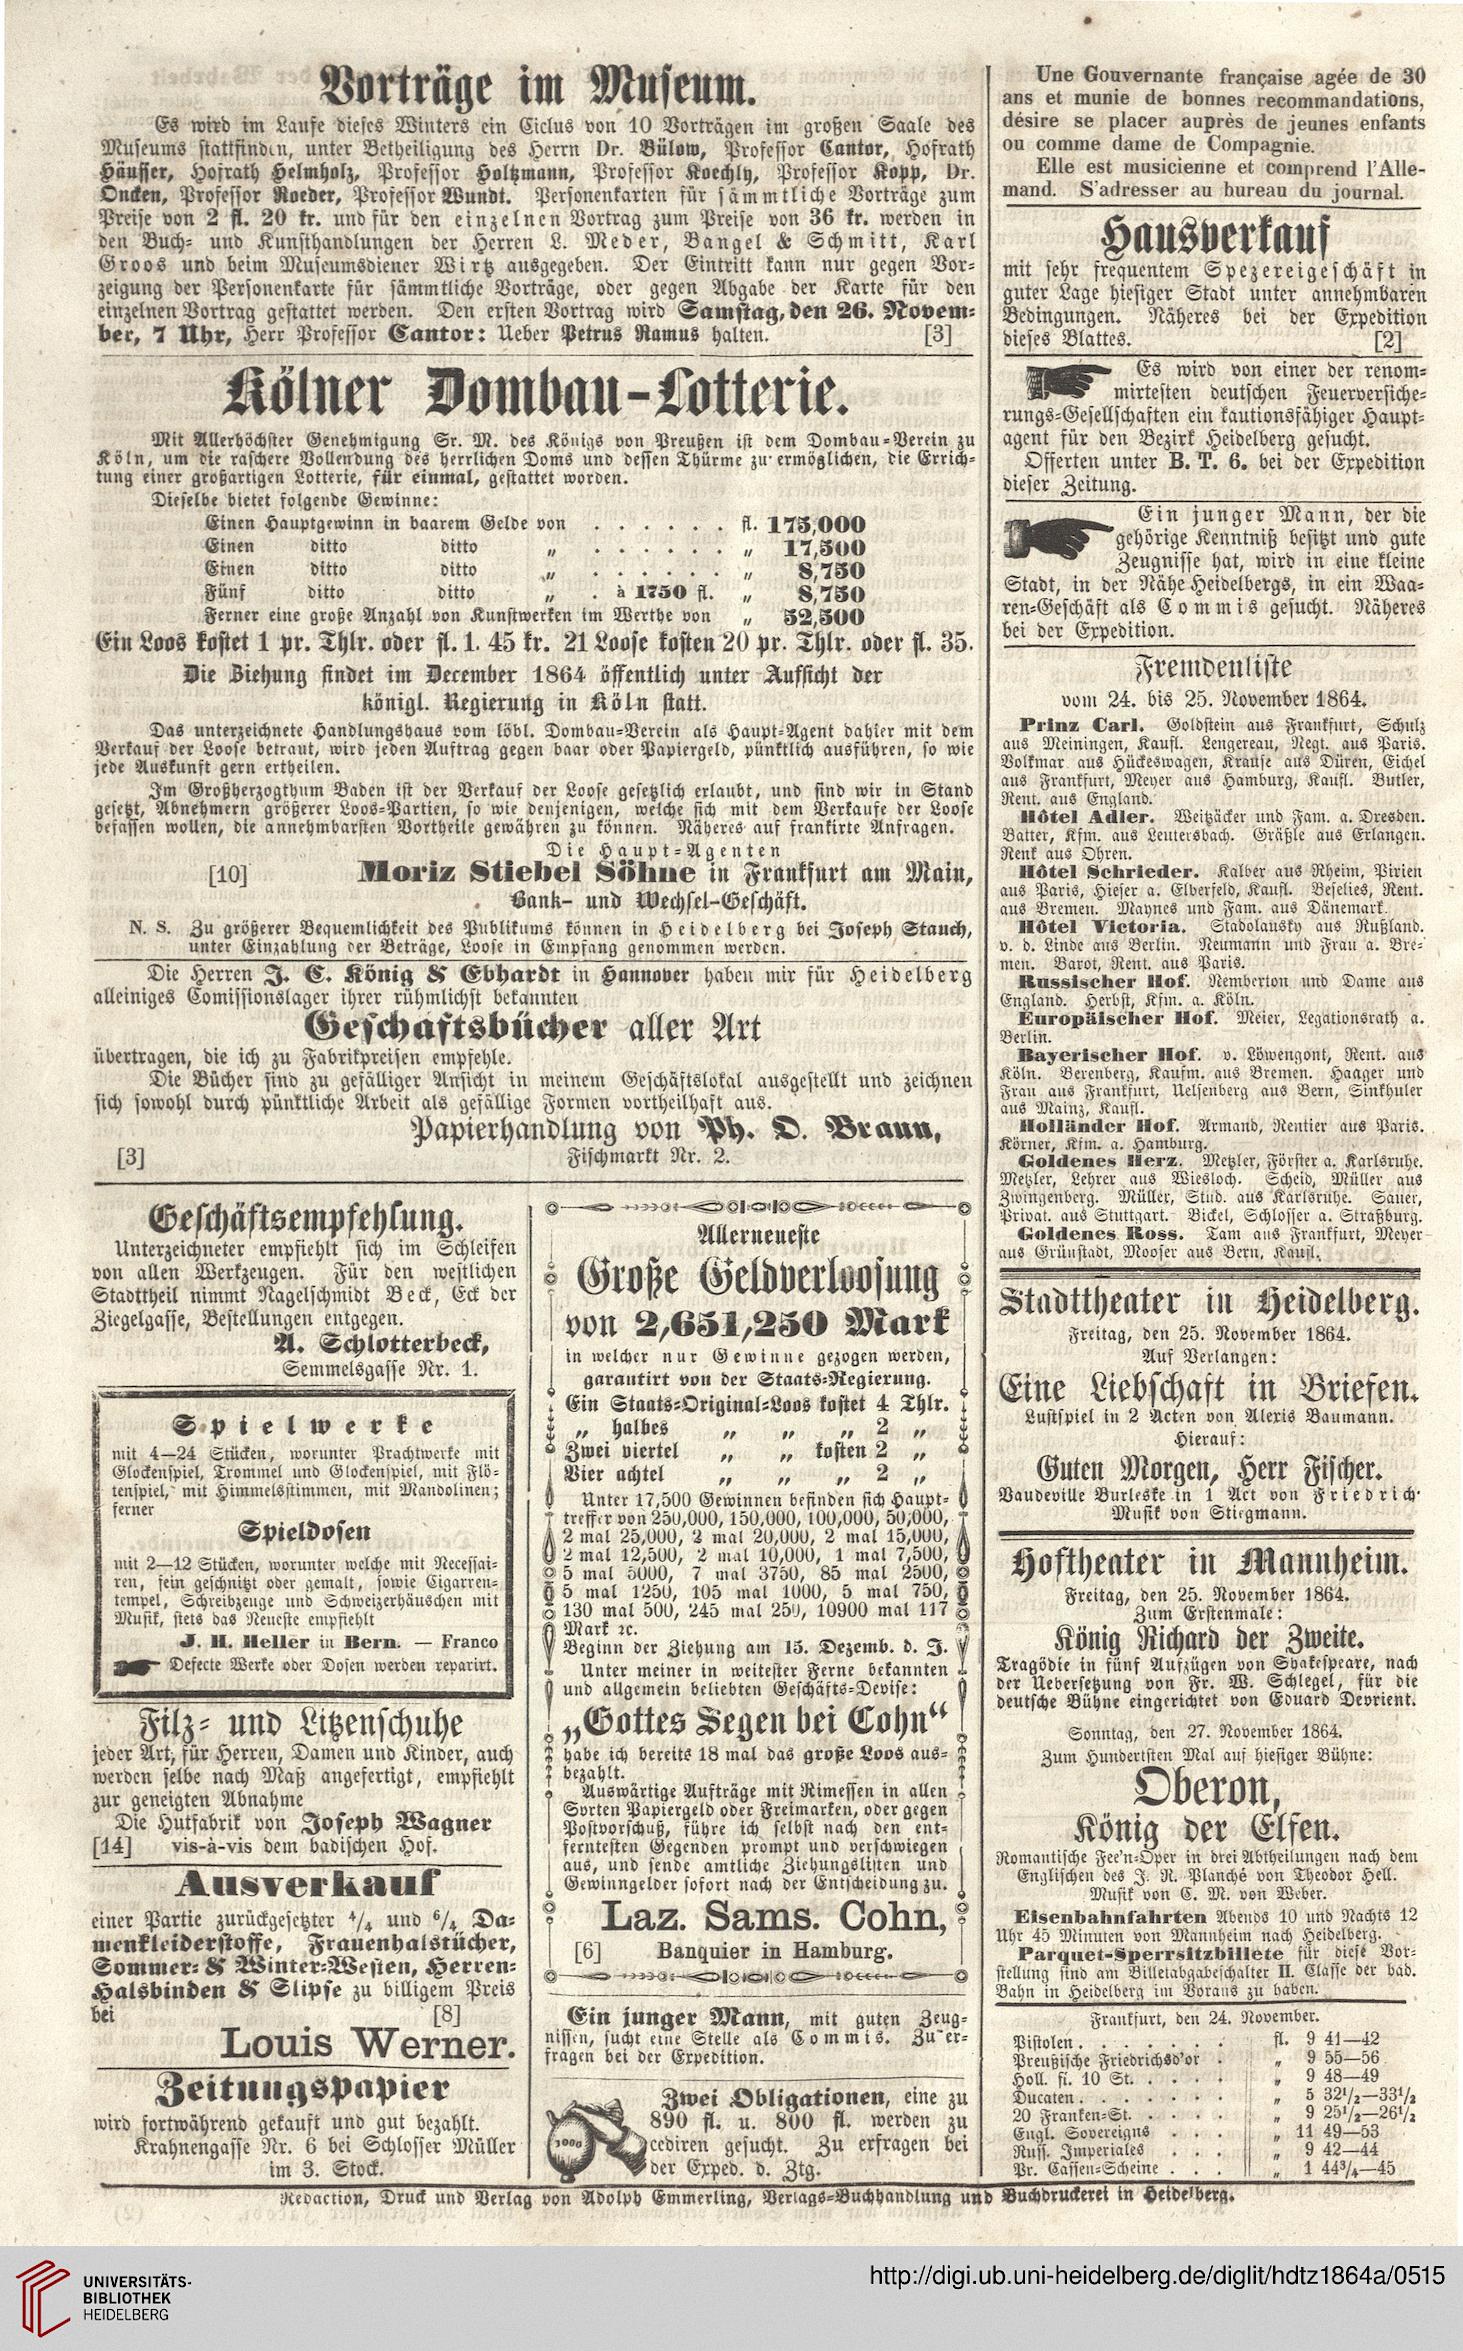 Vorträge im Museum.
Es wird im Laufe dieses Winters ein Ciclus von 10 Vorträgen im großen Saale des
Museums stattfinden, unter Betheiligung des Herrn Dr. Bülow, Professor Cantor, Hofrath
Häusser, Hofrath Helmholz, Professor Holtzmann, Professor Koechly, Professor Kopp, Dr.
Oncken, Professor Roeder, Professor Wundt. Personenkarten für sämmtliche Vorträge zum
Preise von 2 fl. 20 kr. und für den einzelnen Vortrag zum Preise von 36 kr. werden in
den Buch- und Kunsthandlungen der Herren L. Meder, Bangel & Schmitt, Karl
Groos und beim Museumsdiener Wirtz ausgegeben. Der Eintritt kann nur gegen Vor-
zeigung der Personenkarte für sämmtliche Vorträge, oder gegen Abgabe der Karte für den
einzelnen Vortrag gestattet werden. Den ersten Vortrag wird Samstag, den 26. Novem-
ber, 7 Uhr, Herr Professor Cantor: Ueber Petrus Ramus halten. [3]
Kölner Dombau-Lotterie.
Mit Allerhöchster Genehmigung Sr. M. des Königs von Preußen ist dem Dombau-Verein zu
Köln, um die raschere Vollendung des herrlichen Doms und dessen Thürme zu ermöglichen, die Errich-
tung einer großartigen Lotterie, für einmal, gestattet worden.
Dieselbe bietet folgende Gewinne:
Einen Hauptgewinn in baarem Gelde von . . . . . . fl. 175,000
Einen ditto ditto „ . . . . . . „ 17,500
Einen ditto ditto „ . . . . . . „ 8,750
Fünf ditto ditto „ . à 1750 fl. „ 8,750
Ferner eine große Anzahl von Kunstwerken im Werthe von „ 52,500
Ein Loos kostet 1 pr. Thlr. oder fl. 1. 45 kr. 21 Loose kosten 20 pr. Thlr. oder fl. 35.
Die Ziehung findet im December 1864 öffentlich unter Aufsicht der
königl. Regierung in Köln statt.
Das unterzeichnete Handlungshaus vom löbl. Dombau-Verein als Haupt-Agent dahier mit dem
Verkauf der Loose betraut, wird jeden Auftrag gegen baar oder Papiergeld, pünktlich ausführen, so wie
jede Auskunft gern ertheilen.
Im Großherzogthum Baden ist der Verkauf der Loose gesetzlich erlaubt, und sind wir in Stand
gesetzt, Abnehmern größerer Loos-Partien, so wie denjenigen, welche sich mit dem Verkaufe der Loose
befassen wollen, die annehmbarsten Vortheile gewähren zu können. Näheres auf frankirte Anfragen.
Die Haupt-Agenten
[10] Moriz Stiebel Söhne in Frankfurt am Main,
Bank- und Wechsel-Geschäft.
N. S. Zu größerer Bequemlichkeit des Publikums können in Heidelberg bei Joseph Stauch,
unter Einzahlung der Beträge, Loose in Empfang genommen werden.
Die Herren J. C. König & Ebhardt in Hannover haben mir für Heidelberg
alleiniges Comissionslager ihrer rühmlichst bekannten
Geschaftsbücher aller Art
übertragen, die ich zu Fabrikpreisen empfehle.
Die Bücher sind zu gefälliger Ansicht in meinem Geschäftslokal ausgestellt und zeichnen
sich sowohl durch pünktliche Arbeit als gefällige Formen vortheilhaft aus.
Papierhandlung von Ph. D. Braun,
[3] Fischmarkt Nr. 2.
Geschäftsempfehlung.
Unterzeichneter empfiehlt sich im Schleifen
von allen Werkzeugen. Für den westlichen
Stadttheil nimmt Nagelschmidt Beck, Eck der
Ziegelgasse, Bestellungen entgegen.
A. Schlotterbeck,
Semmelsgasse Nr. 1.
Spielwerke
mit 4—24 Stücken, worunter Prachtwerke mit
Glockenspiel, Trommel und Glockenspiel, mit Flö-
tenspiel, mit Himmelsstimmen, mit Mandolinen;
ferner
Spieldosen
mit 2—12 Stücken, worunter welche mit Necessai-
ren, fein geschnitzt oder gemalt, sowie Cigarren-
tempel, Schreibzeuge und Schweizerhäuschen mit
Musik, stets das Neueste empfiehlt
J. H. Heller in Bern. — Franco
Defecte Werke oder Dosen werden reparirt.
Filz- und Litzenschuhe
jeder Art, für Herren, Damen und Kinder, auch
werden selbe nach Maß angefertigt, empfiehlt
zur geneigten Abnahme
Die Hutfabrik von Joseph Wagner
[14] vis-à-vis dem badischen Hof.
Ausverkauf
einer Partie zurückgesetzter 4/4 und 6/4 Da-
menkleiderstoffe, Frauenhalstücher,
Sommer- & Winter-Westen, Herren-
Halsbinden & Slipse zu billigem Preis
bei [8]
Louis Werner.
Zeitungspapier
wird fortwährend gekauft und gut bezahlt.
Krahnengasse Nr. 6 bei Schlosser Müller
im 3. Stock.
Allerneueste
Große Geldverloosung
von 2,651,250 Mark
in welcher nur Gewinne gezogen werden,
garantirt von der Staats-Regierung.
Ein Staats-Original-Loos kostet 4 Thlr.
„ halbes „ „ „ 2 „
Zwei viertel „ „ kosten 2 „
Vier achtel „ „ „ 2 „
Unter 17,500 Gewinnen befinden sich Haupt-
treffer von 250,000, 150,000, 100,000, 50,000,
2 mal 25,000, 2 mal 20,000, 2 mal 15,000,
2 mal 12,500, 2 mal 10,000, 1 mal 7,500,
5 mal 5000, 7 mal 3750, 85 mal 2500,
5 mal 1250, 105 mal 1000, 5 mal 750,
130 mal 500, 245 mal 250, 10900 mal 117
Mark ꝛc.
Beginn der Ziehung am 15. Dezemb. d. J.
Unter meiner in weitester Ferne bekannten
und allgemein beliebten Geschäfts-Devise:
„Gottes Segen bei Cohn“
habe ich bereits 18 mal das große Loos aus-
bezahlt.
Auswärtige Aufträge mit Rimessen in allen
Sorten Papiergeld oder Freimarken, oder gegen
Postvorschuß, führe ich selbst nach den ent-
ferntesten Gegenden prompt und verschwiegen
aus, und sende amtliche Ziehungslisten und
Gewinngelder sofort nach der Entscheidung zu.
Laz. Sams. Cohn,
[6] Banquier in Hamburg.
Ein junger Mann, mit guten Zeug-
nissen, sucht eine Stelle als Commis. Zu er-
fragen bei der Expedition.
1000
Zwei Obligationen, eine zu
890 fl. u. 800 fl. werden zu
cediren gesucht. Zu erfragen bei
der Exped. d. Ztg.
Une Gouvernante française agée de 30
ans et munie de bonnes recommandations,
désire se placer auprès de jeunes enfants
ou comme dame de Compagnie.
Elle est musicienne et comprend l'Alle-
mand. S'adresser au bureau du journal.
Hausverkauf
mit sehr frequentem Spezereigeschäft in
guter Lage hiesiger Stadt unter annehmbaren
Bedingungen. Näheres bei der Expedition
dieses Blattes. [2]
Es wird von einer der renom-
mirtesten deutschen Feuerversiche-
rungs-Gesellschaften ein kautionsfähiger Haupt-
agent für den Bezirk Heidelberg gesucht.
Offerten unter B. T. 6. bei der Expedition
dieser Zeitung.
Ein junger Mann, der die
gehörige Kenntniß besitzt und gute
Zeugnisse hat, wird in eine kleine
Stadt, in der Nähe Heidelbergs, in ein Waa-
ren-Geschäft als Commis gesucht. Näheres
bei der Expedition.
Fremdenliste
vom 24. bis 25. November 1864.
Prinz Carl. Goldstein aus Frankfurt, Schulz
aus Meiningen, Kaufl. Lengereau, Negt. aus Paris.
Volkmar aus Hückeswagen, Krause aus Düren, Eichel
aus Frankfurt, Meyer aus Hamburg, Kaufl. Butler,
Rent. aus England.
Hôtel Adler. Weitzäcker und Fam. a. Dresden.
Batter, Kfm. aus Leutersbach. Gräßle aus Erlangen.
Renk aus Ohren.
Hôtel Schrieder. Kalber aus Rheim, Pirien
aus Paris, Hieser a. Elberfeld, Kaufl. Beselies, Rent.
aus Bremen. Maynes und Fam. aus Dänemark.
Hôtel Victoria. Stadolausky aus Rußland.
v. d. Linde aus Berlin. Neumann und Frau a. Bre-
men. Barot, Rent. aus Paris.
Russischer Hof. Nemberton und Dame aus
England. Herbst, Kfm. a. Köln.
Europäischer Hof. Meier, Legationsrath a.
Berlin.
Bayerischer Hof. v. Löwengont, Rent. aus
Köln. Berenberg, Kaufm. aus Bremen. Haager und
Frau aus Frankfurt, Uelsenberg aus Bern, Sinkhuler
aus Mainz, Kaufl.
Holländer Hof. Armand, Rentier aus Paris.
Körner, Kfm. a. Hamburg.
Goldenes Herz. Metzler, Förster a. Karlsruhe.
Metzler, Lehrer aus Wiesloch. Scheid, Müller aus
Zwingenberg. Müller, Stud. aus Karlsruhe. Sauer,
Privat. aus Stuttgart. Bickel, Schlosser a. Straßburg.
Goldenes Ross. Tam aus Frankfurt, Meyer
aus Grünstadt, Mooser aus Bern, Kaufl.
Stadttheater in Heidelberg.
Freitag, den 25. November 1864.
Auf Verlangen:
Eine Liebschaft in Briefen.
Lustspiel in 2 Acten von Alexis Baumann.
Hierauf:
Guten Morgen, Herr Fischer.
Vaudeville Burleske in 1 Act von Friedrich.
Musik von Stiegmann.
Hoftheater in Mannheim.
Freitag, den 25. November 1864.
Zum Erstenmale:
König Richard der Zweite.
Tragödie in fünf Aufzügen von Shakespeare, nach
der Uebersetzung von Fr. W. Schlegel, für die
deutsche Bühne eingerichtet von Eduard Devrient.
Sonntag, den 27. November 1864.
Zum Hundertsten Mal auf hiesiger Bühne:
Oberon,
König der Elfen.
Romantische Fee'n-Oper in drei Abtheilungen nach dem
Englischen des J. R. Planché von Theodor Hell.
Musik von C. M. von Weber.
Eisenbahnfahrten Abends 10 und Nachts 12
Uhr 45 Minuten von Mannheim nach Heidelberg.
Parquet-Sperrsitzbillete für diese Vor-
stellung sind am Billetabgabeschalter II. Classe der bad.
Bahn in Heidelberg im Voraus zu haben.
Frankfurt, den 24. November.
Pistolen . . . . . . . fl. 9 41—42
Preußische Friedrichsd'or . „ 9 55—56
Holl. fl. 10 St. . . . . „ 9 48—49
Ducaten . . . . . . . „ 5 32½—33½
20 Franken-St. . . . . „ 9 25½—26½
Engl. Sovereigns . . . „ 11 49—53
Russ. Imperiales . . . „ 9 42—44
Pr. Cassen-Scheine . . . „ 1 44¾—45
Redaction, Druck und Verlag von Adolph Emmerling, Verlags-Buchhandlung und Buchdruckerei in Heidelberg.
UNIVERSITÄTS-
BIBLIOTHEK
HEIDELBERG
http://digi.ub.uni-heidelberg.de/diglit/hdtz1864a/0515